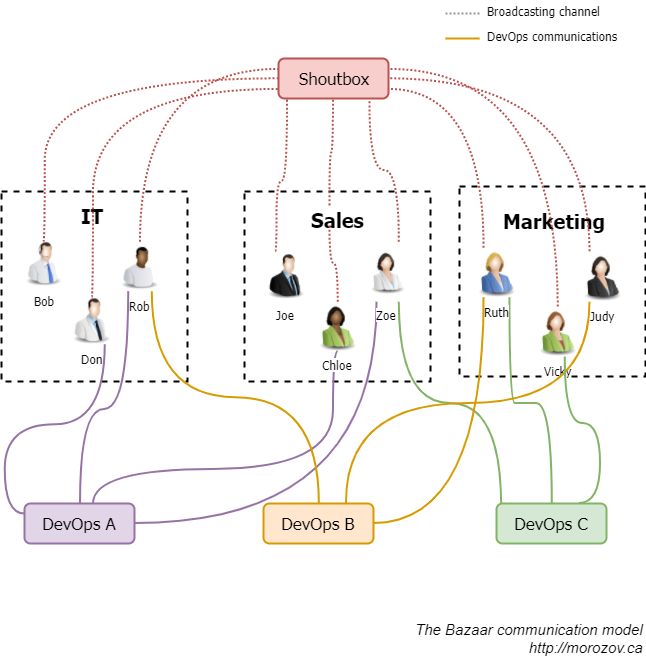 Broadcasting channel
DevOps communications
Shoutbox
IT
Sales
Marketing
Bob
Rob
Don
Joe
Zoe
Chloe
Ruth
Judy
Vicky
DevOps A
DevOps B
DevOps C
The Bazaar communication model
http://morozov.ca